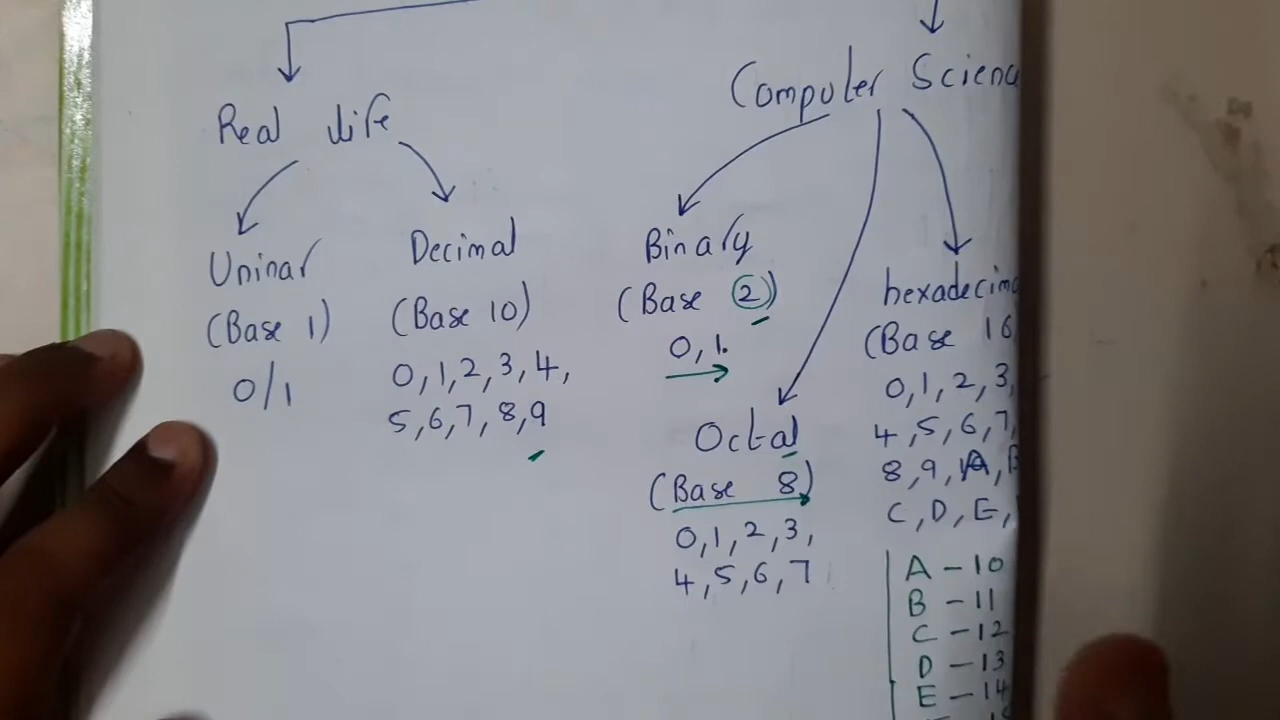 Real life
Uninar
(Base 1)
0/1
Decimal
(Base 10)
0,1,2,3,4,
5,6,7,8,9
Computer Scienc
Binary
(Base 2)
0,1.
Octal
(Base 8)
0,1,2,3,
4,5,6,7
hexadecim
(Base 16
0,1,2,3,
4,5,6,7,
8,9,A,B
C,D,E,
A - 10
B - 11
C - 12
D - 13
E - 14